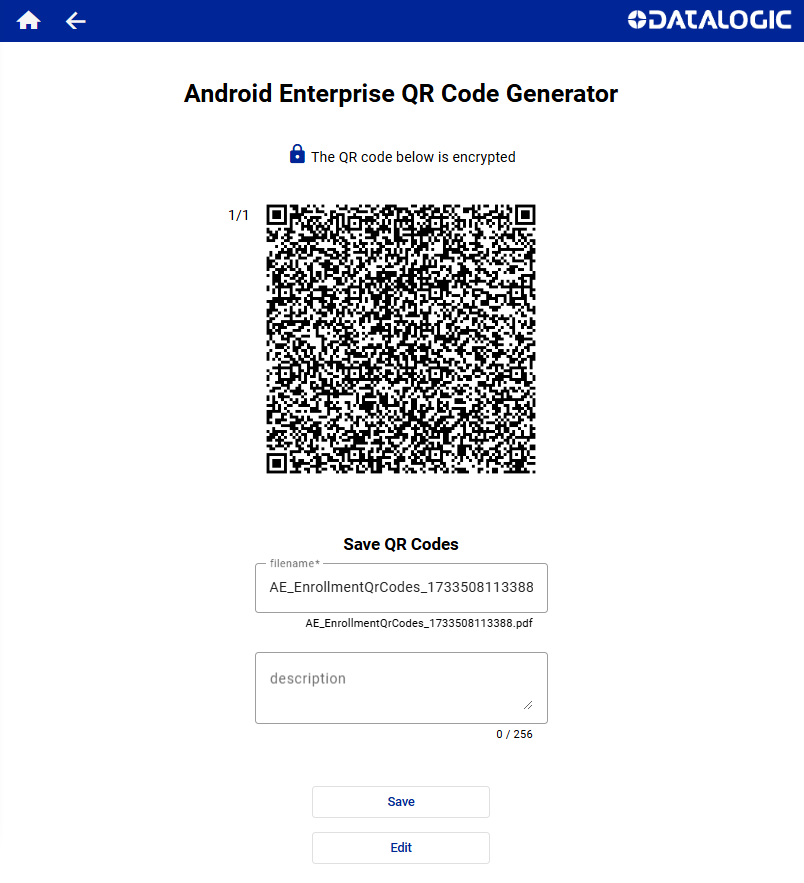 DATALOGIC
Android Enterprise QR Code Generator
The QR code below is encrypted
1/1
Save QR Codes
filename*
AE_EnrollmentQrCodes_1733508113388
AE_EnrollmentQrCodes_1733508113388.pdf
description
0 / 256
Save
Edit